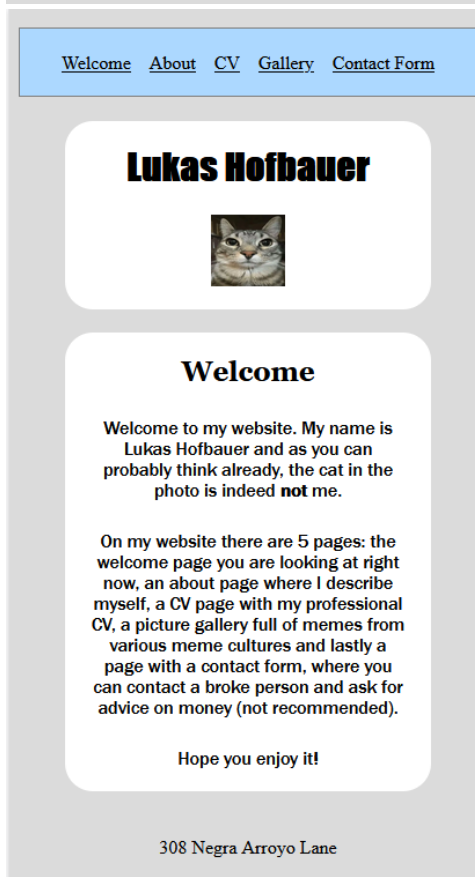 Welcome About CV Gallery Contact Form
Lukas Hofbauer
Welcome
Welcome to my website. My name is
Lukas Hofbauer and as you can
probably think already, the cat in the
photo is indeed not me.
On my website there are 5 pages: the
welcome page you are looking at right
now, an about page where I describe
myself, a CV page with my professional
CV, a picture gallery full of memes from
various meme cultures and lastly a
page with a contact form, where you
can contact a broke person and ask for
advice on money (not recommended).
Hope you enjoy it!
308 Negra Arroyo Lane